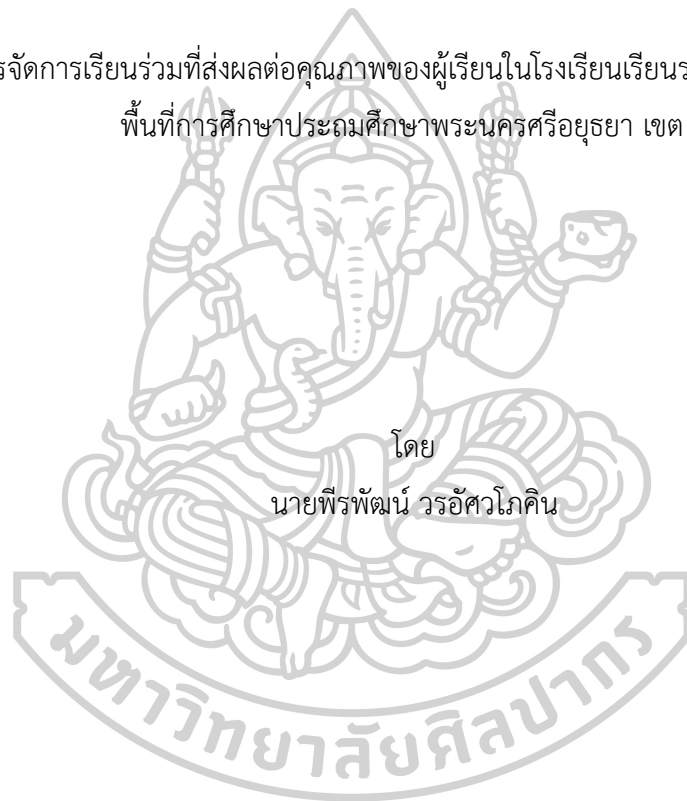 รจัดการเรียนร่วมที่ส่งผลต่อคุณภาพของผู้เรียนในโรงเรียนเรียนร
พื้นที่การศึกษาประถมศึกษาพระนครศรีอยุธยา เขต
โดย
นายพีรพัฒน์ วรอัศวโภคิน
มหาวิทยาลัยศิลปากร